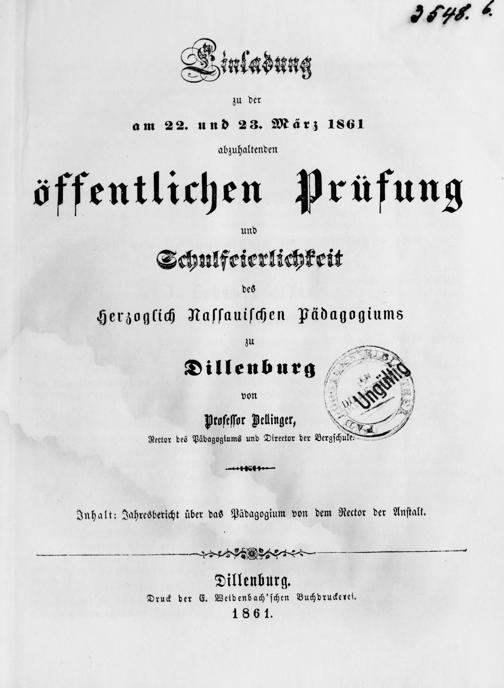 3548. 6.
Einladung
zu der
am 22. und 23. März 1861
abzuhaltenden
öffentlichen Prüfung
und
Schulfeierlichkeit
des
Herzoglich Nassauischen Pädagogiums
zu
Dillenburg
von
Professor Bellinger,
Rector des Pädagogiums und Director der Bergschule.
Ungültig
Inhalt: Jahresbericht über das Pädagogium von dem Rector der Anstalt.
Dillenburg.
Druck der E. Weidenbach'schen Buchdruckerei.
1861.